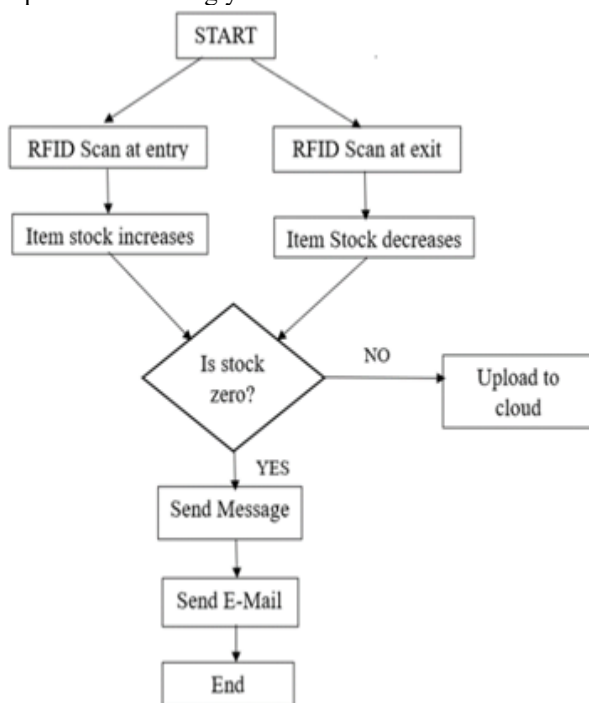 START
RFID Scan at entry
RFID Scan at exit
Item stock increases
Item Stock decreases
Is stock
zero?
NO
Upload to
cloud
YES
Send Message
Send E-Mail
End